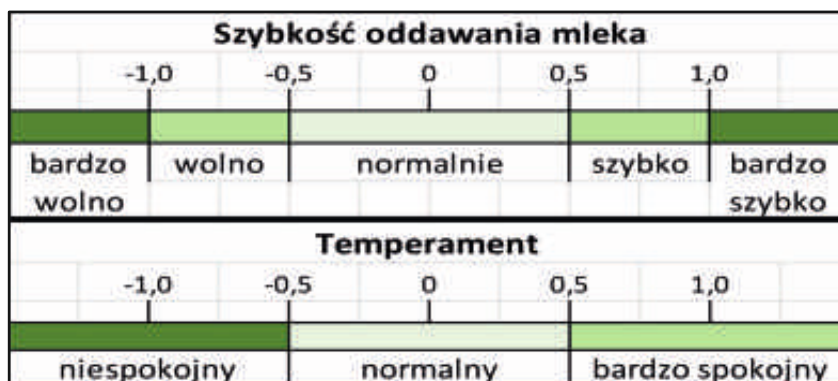 Szybkość oddawania mleka
-1,0 -0,5 0 0,5 1,0
bardzo wolno normalnie szybko bardzo
wolno szybko
Temperament
-1,0 -0,5 0 0,5 1,0
niespokojny normalny bardzo spokojny